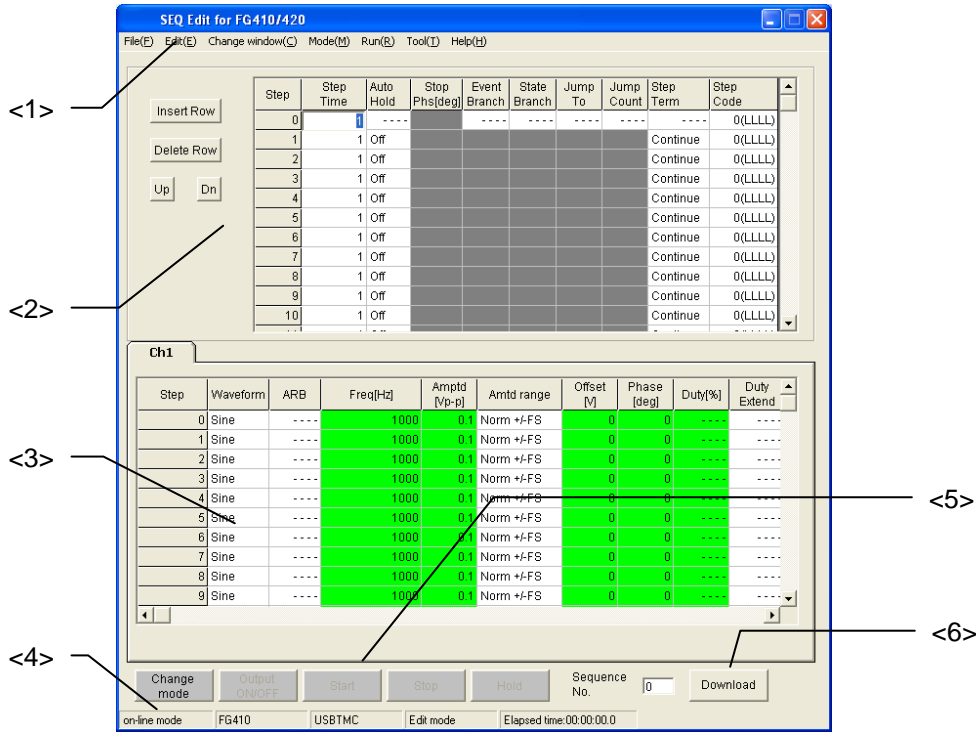 SEQ Edit for FG410/420
File(F) Edit(E) Change window(C) Mode(M) Run(R) Tool(T) Help(H)
<1>
Insert Row
Delete Row
Up Dn
<2>
Step Step Time Auto Hold Stop Phs[deg] Event Branch State Branch Jump To Jump Count Step Term Step Code
0 1 ---- ---- ---- ---- ---- ---- 0(LLLL)
1 1 Off Continue 0(LLLL)
2 1 Off Continue 0(LLLL)
3 1 Off Continue 0(LLLL)
4 1 Off Continue 0(LLLL)
5 1 Off Continue 0(LLLL)
6 1 Off Continue 0(LLLL)
7 1 Off Continue 0(LLLL)
8 1 Off Continue 0(LLLL)
9 1 Off Continue 0(LLLL)
10 1 Off Continue 0(LLLL)
Ch1
Step Waveform ARB Freq[Hz] Amptd [Vp-p] Amtd range Offset [V] Phase [deg] Duty[%] Duty Extend
0 Sine ---- 1000 0.1 Norm +/-FS 0 0 ---- ----
1 Sine ---- 1000 0.1 Norm +/-FS 0 0 ---- ----
2 Sine ---- 1000 0.1 Norm +/-FS 0 0 ---- ----
3 Sine ---- 1000 0.1 Norm +/-FS 0 0 ---- ----
4 Sine ---- 1000 0.1 Norm +/-FS 0 0 ---- ----
5 Sine ---- 1000 0.1 Norm +/-FS 0 0 ---- ----
6 Sine ---- 1000 0.1 Norm +/-FS 0 0 ---- ----
7 Sine ---- 1000 0.1 Norm +/-FS 0 0 ---- ----
8 Sine ---- 1000 0.1 Norm +/-FS 0 0 ---- ----
9 Sine ---- 1000 0.1 Norm +/-FS 0 0 ---- ----
<3>
<5>
<6>
<4>
Change mode Output ON/OFF Start Stop Hold Sequence No. 0 Download
on-line mode FG410 USBTMC Edit mode Elapsed time:00:00:00.0